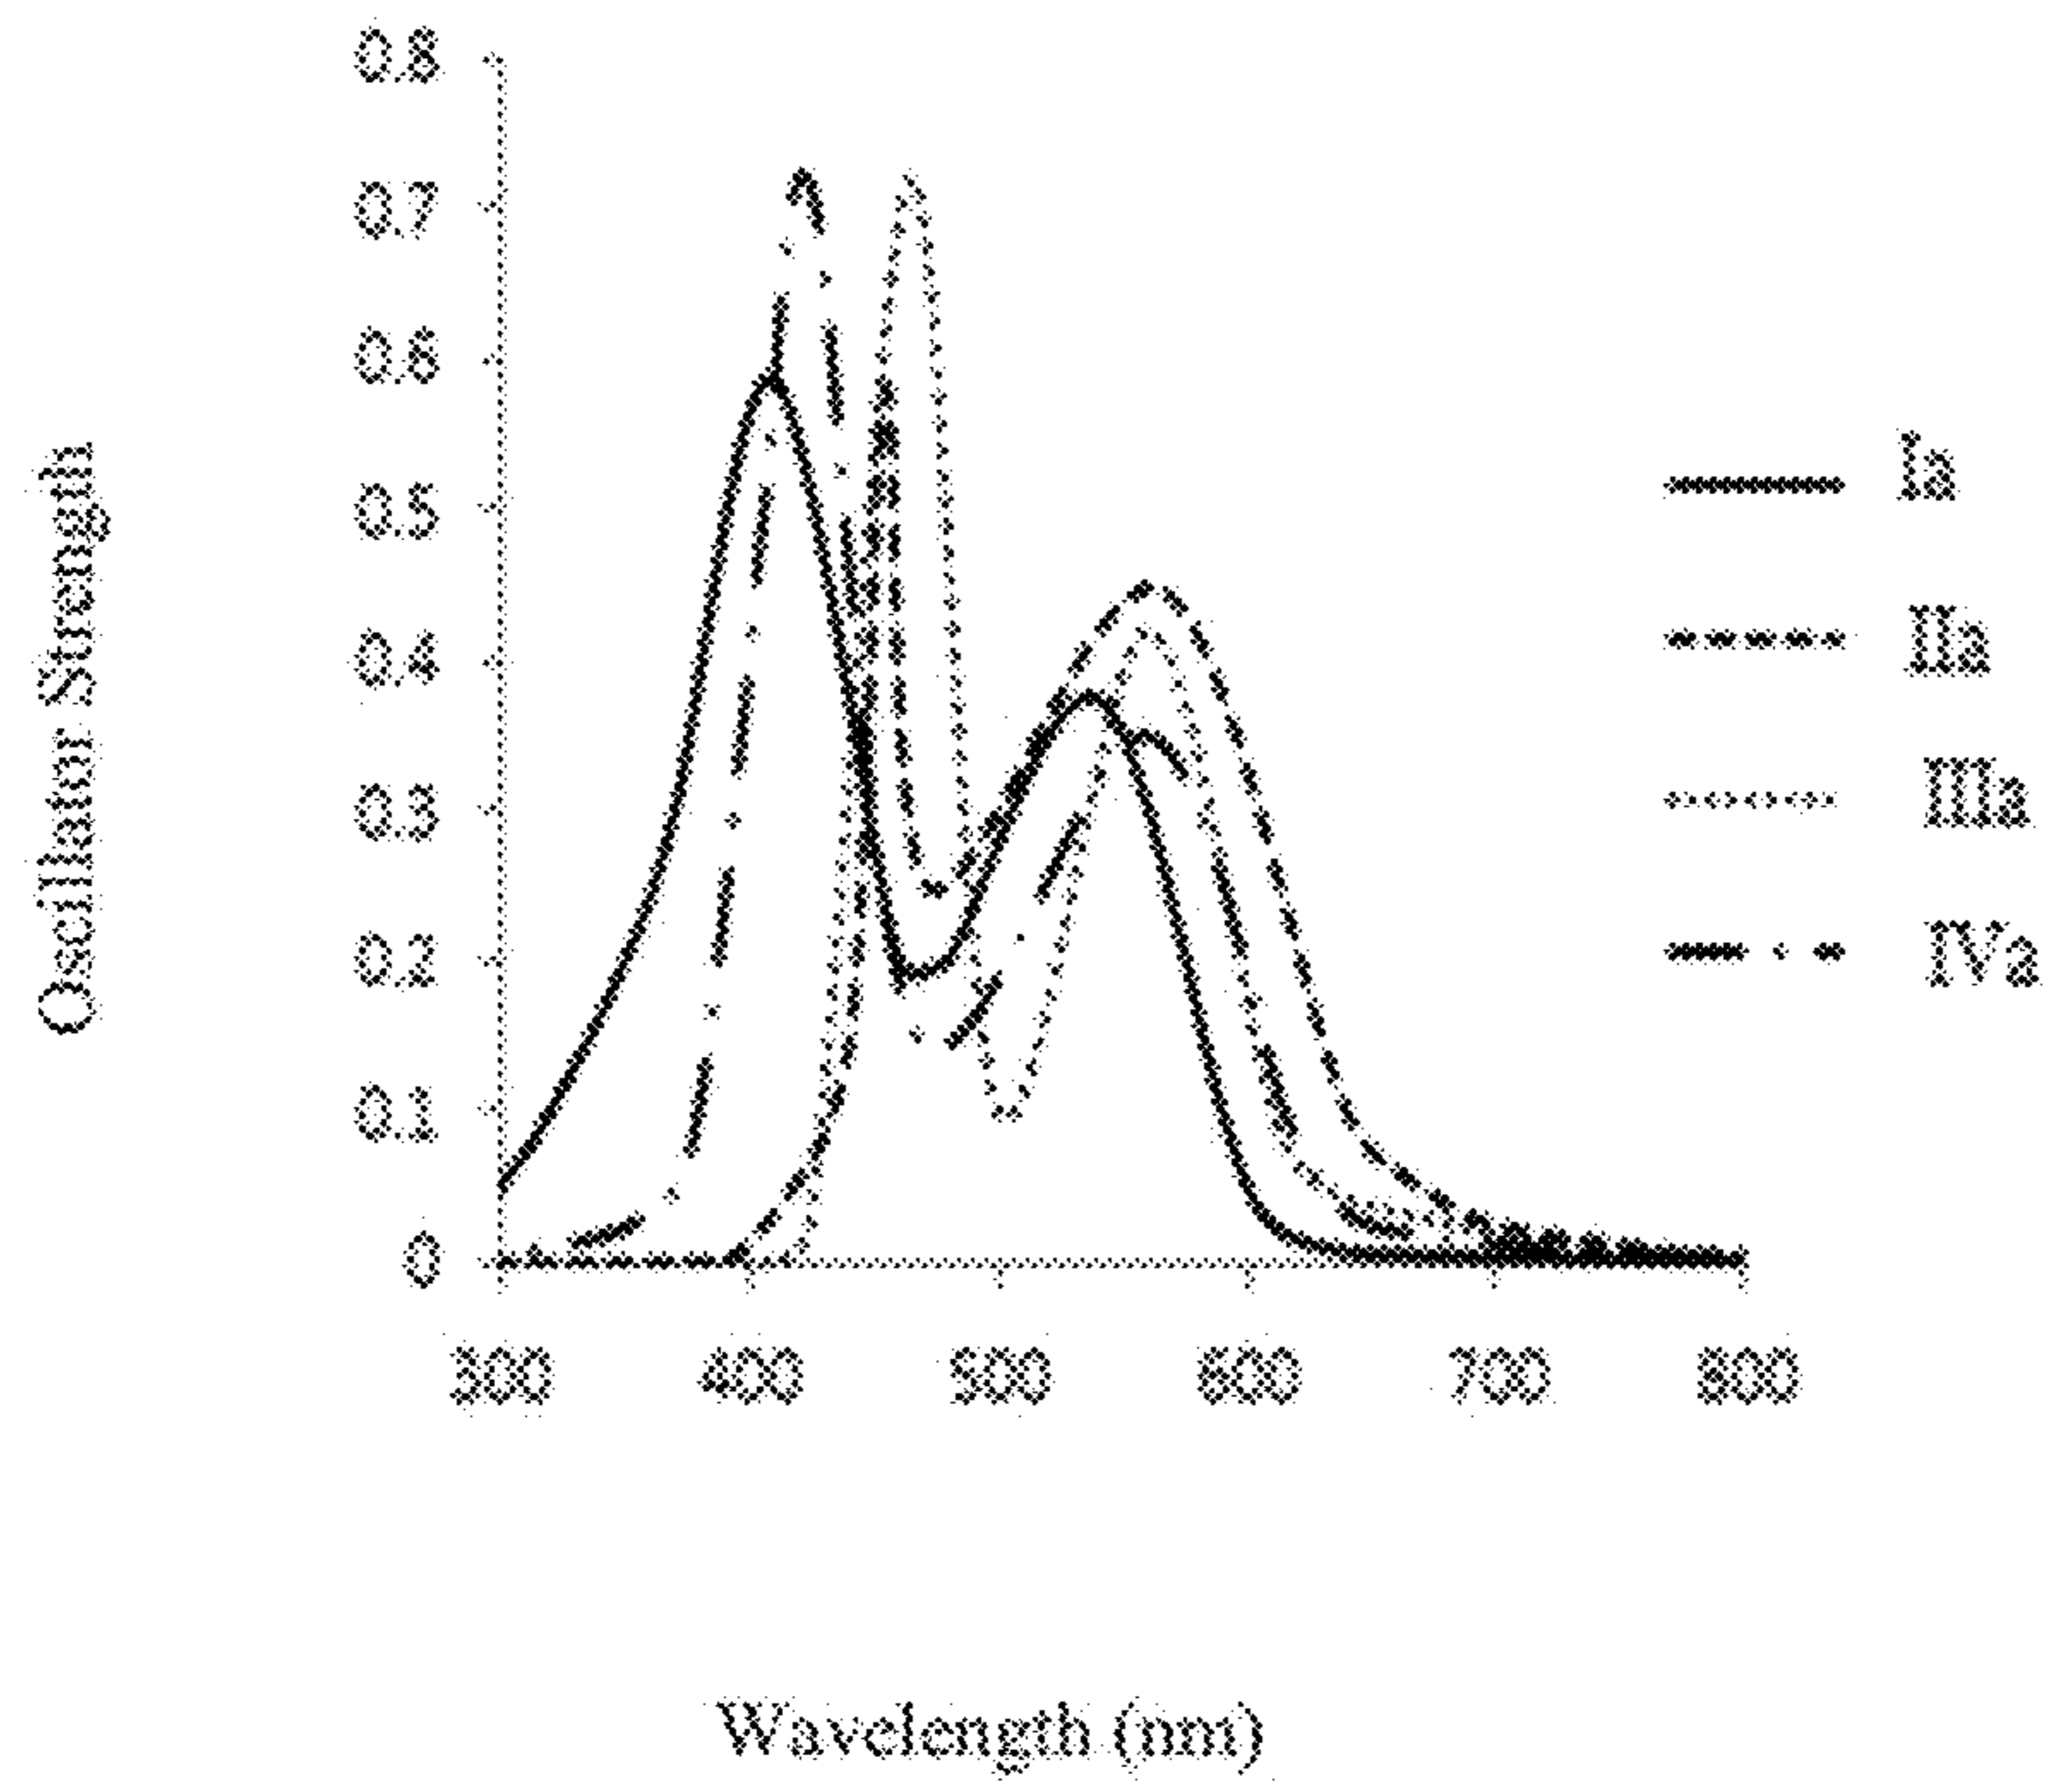 Oscillator Strength
0.8
0.7
0.6
0.5
0.4
0.3
0.2
0.1
0
300 400 500 600 700 800
Wavelength (nm)
Ia
IIa
IIIa
IVa